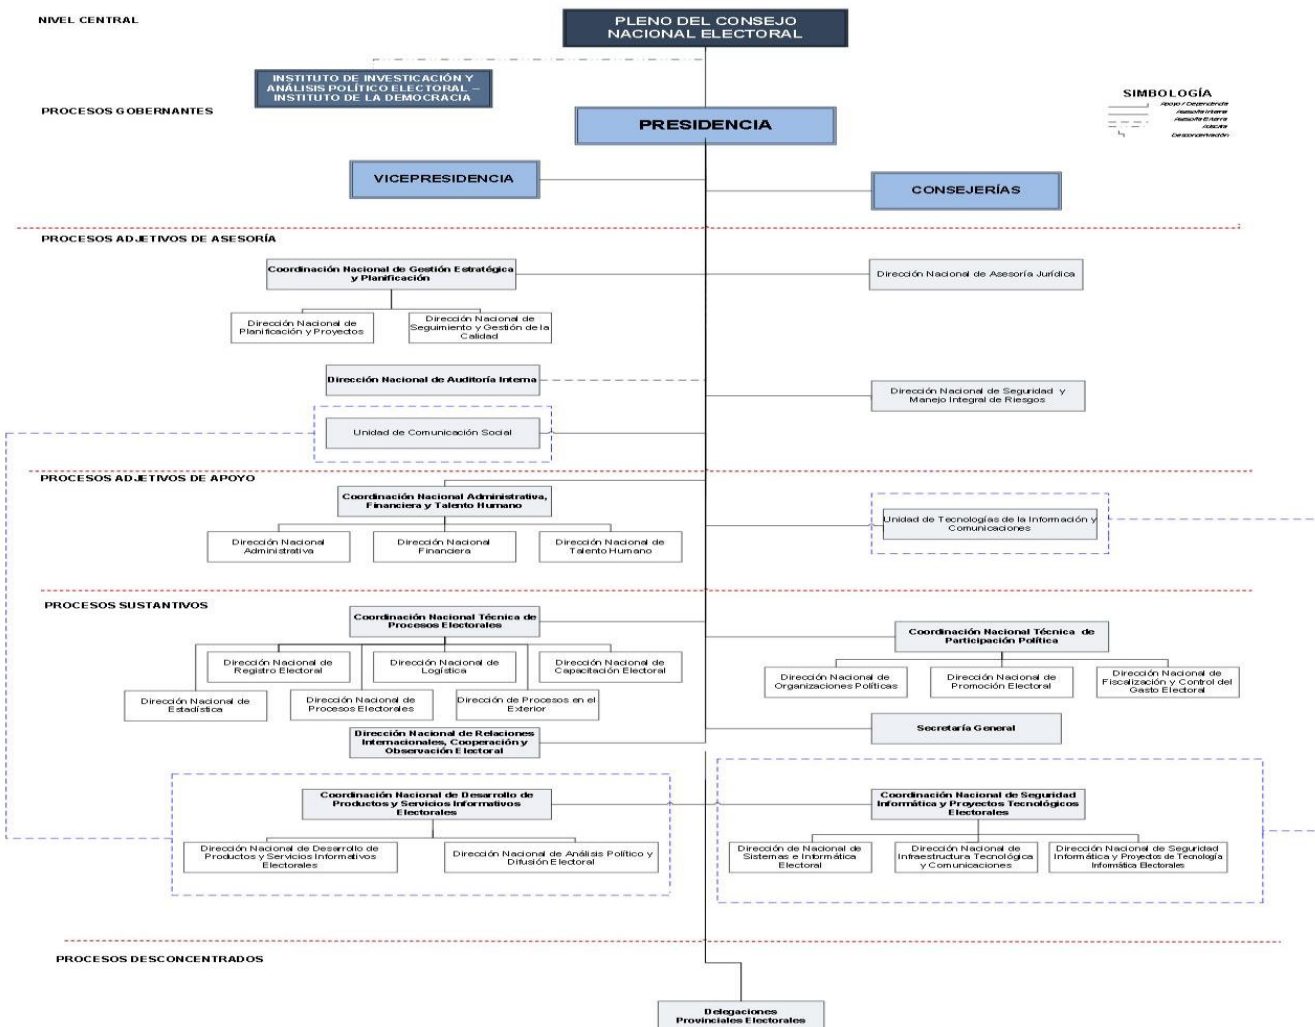 NIVEL CENTRAL
PLENO DEL CONSEJO
NACIONAL ELECTORAL
INSTITUTO DE INVESTIGACIÓN Y
ANÁLISIS POLÍTICO ELECTORAL –
INSTITUTO DE LA DEMOCRACIA
PROCESOS GOBERNANTES
SIMBOLOGÍA
Apoyo / Dependencia
Asesoría Interna
Asesoría Externa
Adscrita
Desconcentración
PRESIDENCIA
VICEPRESIDENCIA
CONSEJERÍAS
PROCESOS ADJETIVOS DE ASESORÍA
Coordinación Nacional de Gestión Estratégica
y Planificación
Dirección Nacional de Asesoría Jurídica
Dirección Nacional de
Planificación y Proyectos
Dirección Nacional de
Seguimiento y Gestión de la
Calidad
Dirección Nacional de Auditoría Interna
Dirección Nacional de Seguridad y
Manejo Integral de Riesgos
Unidad de Comunicación Social
PROCESOS ADJETIVOS DE APOYO
Coordinación Nacional Administrativa,
Financiera y Talento Humano
Unidad de Tecnologías de la Información y
Comunicaciones
Dirección Nacional
Administrativa
Dirección Nacional
Financiera
Dirección Nacional de
Talento Humano
PROCESOS SUSTANTIVOS
Coordinación Nacional Técnica de
Procesos Electorales
Coordinación Nacional Técnica de
Participación Política
Dirección Nacional de
Registro Electoral
Dirección Nacional de
Logística
Dirección Nacional de
Capacitación Electoral
Dirección Nacional de
Organizaciones Políticas
Dirección Nacional de
Promoción Electoral
Dirección Nacional de
Fiscalización y Control del
Gasto Electoral
Dirección Nacional de
Estadística
Dirección Nacional de
Procesos Electorales
Dirección de Procesos en el
Exterior
Dirección Nacional de Relaciones
Internacionales, Cooperación y
Observación Electoral
Secretaría General
Coordinación Nacional de Desarrollo de
Productos y Servicios Informativos
Electorales
Coordinación Nacional de Seguridad
Informática y Proyectos Tecnológicos
Electorales
Dirección Nacional de Desarrollo de
Productos y Servicios Informativos
Electorales
Dirección Nacional de Análisis Político y
Difusión Electoral
Dirección de Nacional de
Sistemas e Informática
Electoral
Dirección Nacional de
Infraestructura Tecnológica
y Comunicaciones
Dirección Nacional de Seguridad
Informática y Proyectos de Tecnología
Informática Electorales
PROCESOS DESCONCENTRADOS
Delegaciones
Provinciales Electorales